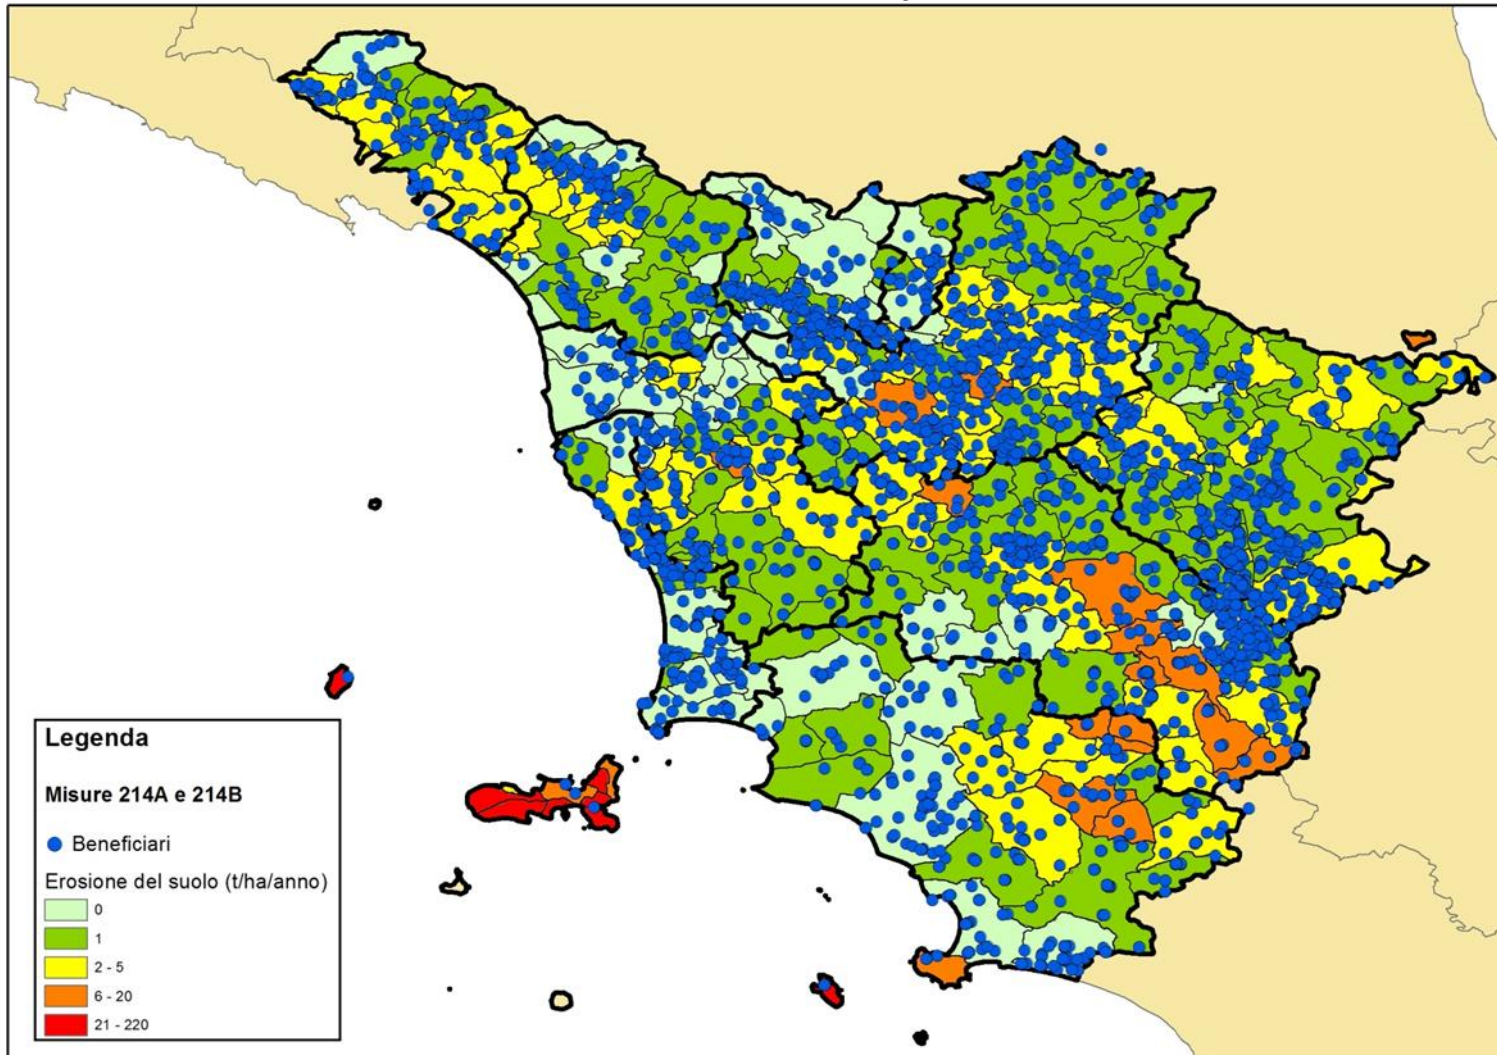 Legenda
Misure 214A e 214B
Beneficiari
Erosione del suolo (t/ha/anno)
0
1
2 - 5
6 - 20
21 - 220